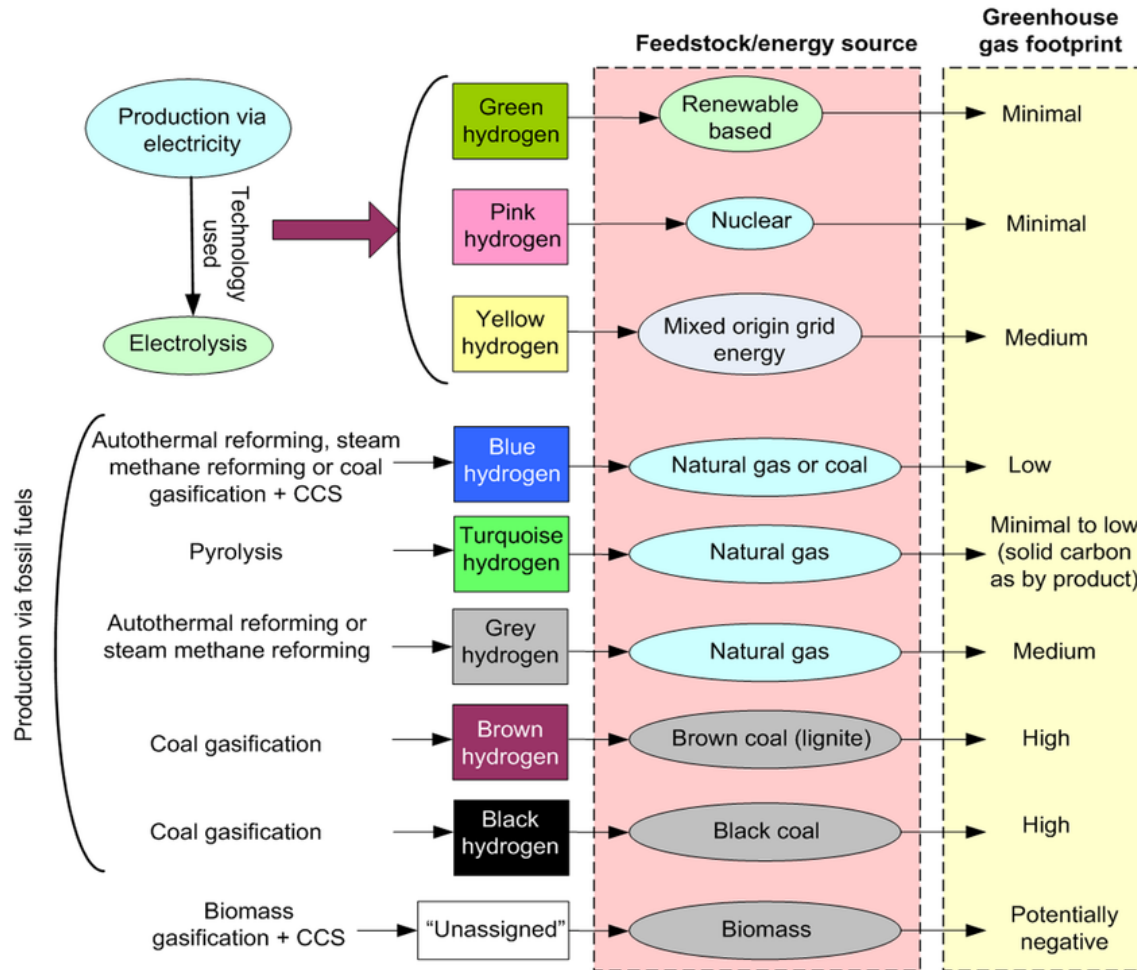 Feedstock/energy source
Greenhouse
gas footprint
Production via
electricity
Technology
used
Electrolysis
Green
hydrogen
Renewable
based
Minimal
Pink
hydrogen
Nuclear
Minimal
Yellow
hydrogen
Mixed origin grid
energy
Medium
Production via fossil fuels
Autothermal reforming, steam
methane reforming or coal
gasification + CCS
Blue
hydrogen
Natural gas or coal
Low
Pyrolysis
Turquoise
hydrogen
Natural gas
Minimal to low
(solid carbon
as by product)
Autothermal reforming or
steam methane reforming
Grey
hydrogen
Natural gas
Medium
Coal gasification
Brown
hydrogen
Brown coal (lignite)
High
Coal gasification
Black
hydrogen
Black coal
High
Biomass
gasification + CCS
“Unassigned”
Biomass
Potentially
negative